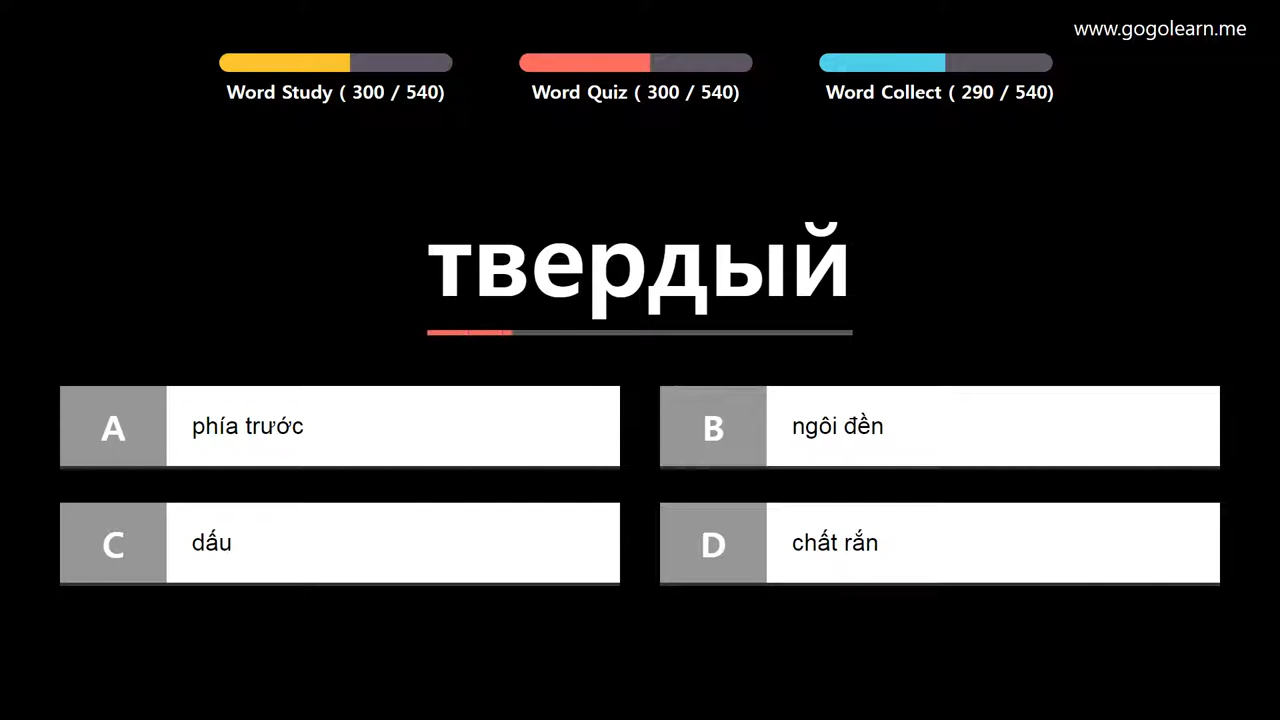 www.gogolearn.me
Word Study ( 300 / 540)
Word Quiz ( 300 / 540)
Word Collect ( 290 / 540)
твердый
A phía trước
B ngôi đền
C dấu
D chất rắn